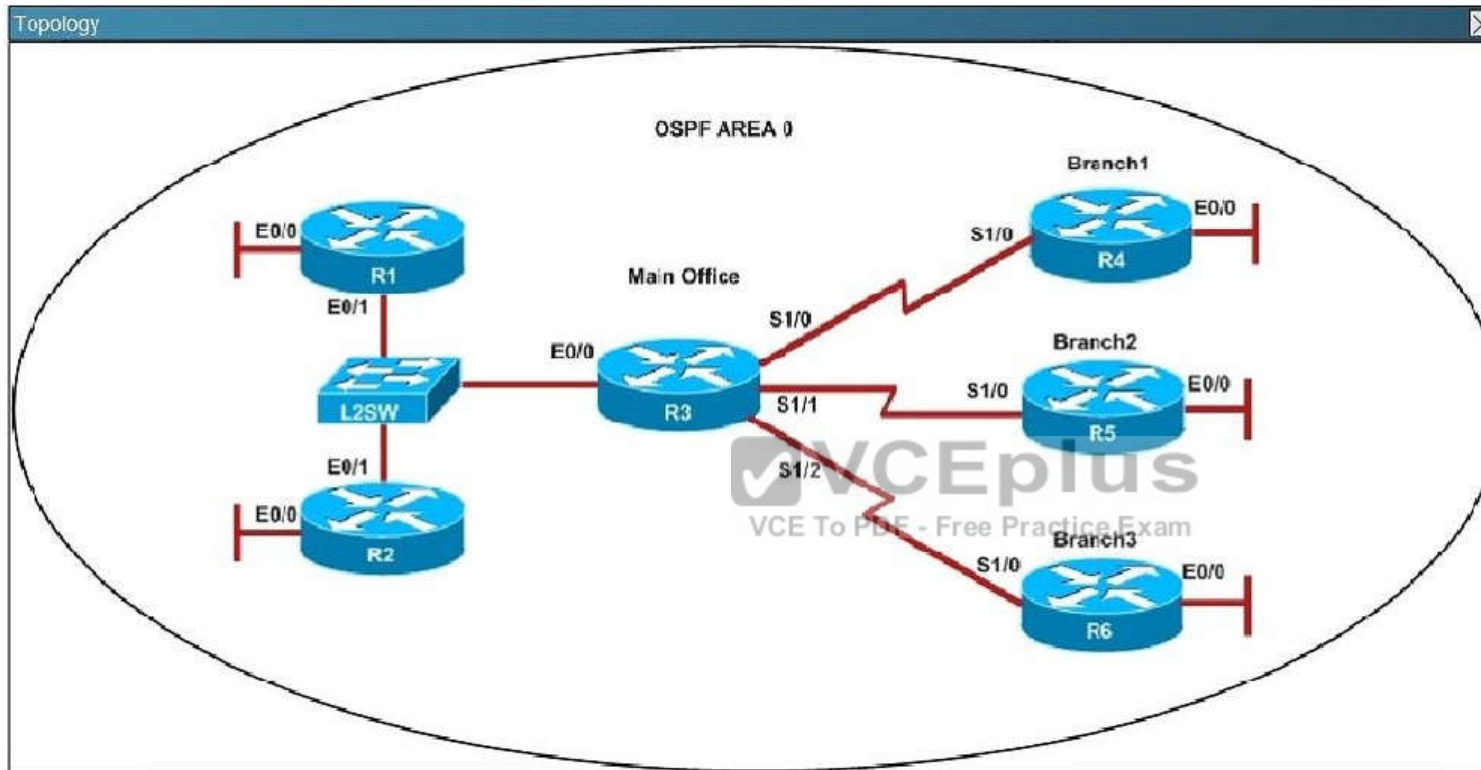 Topology
OSPF AREA 0
Branch1
E0/0
E0/0
S1/0
R1
R4
Main Office
E0/1
S1/0
E0/0
Branch2
E0/0
S1/0
L2SW
R3
S1/1
R5
VCEplus
E0/1
S1/2
VCE To PDF - Free Practice Exam
E0/0
Branch3
R2
S1/0
E0/0
R6